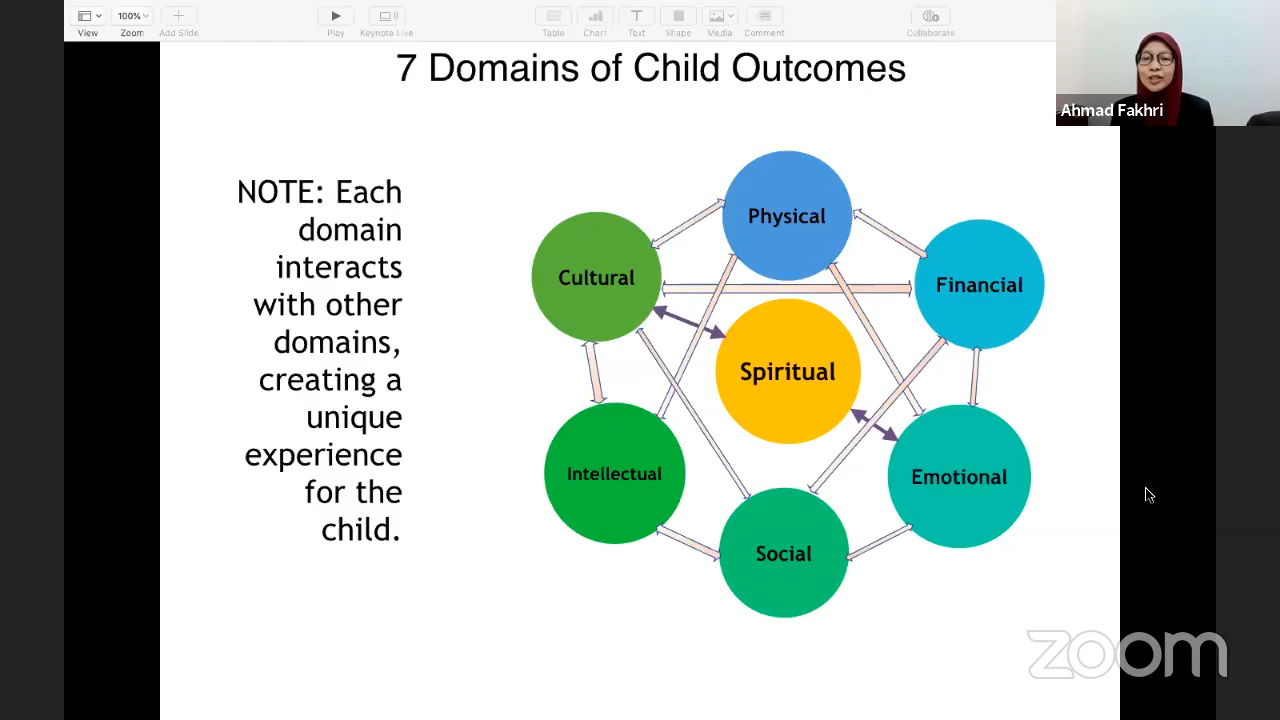 100%
View
Zoom
Add Slide
Play
Keynote Live
Table
Chart
Text
Shape
Media
Comment
Collaborate
7 Domains of Child Outcomes
Ahmad Fakhri
NOTE: Each
domain
interacts
with other
domains,
creating a
unique
experience
for the
child.
Physical
Cultural
Financial
Spiritual
Intellectual
Emotional
Social
zoom